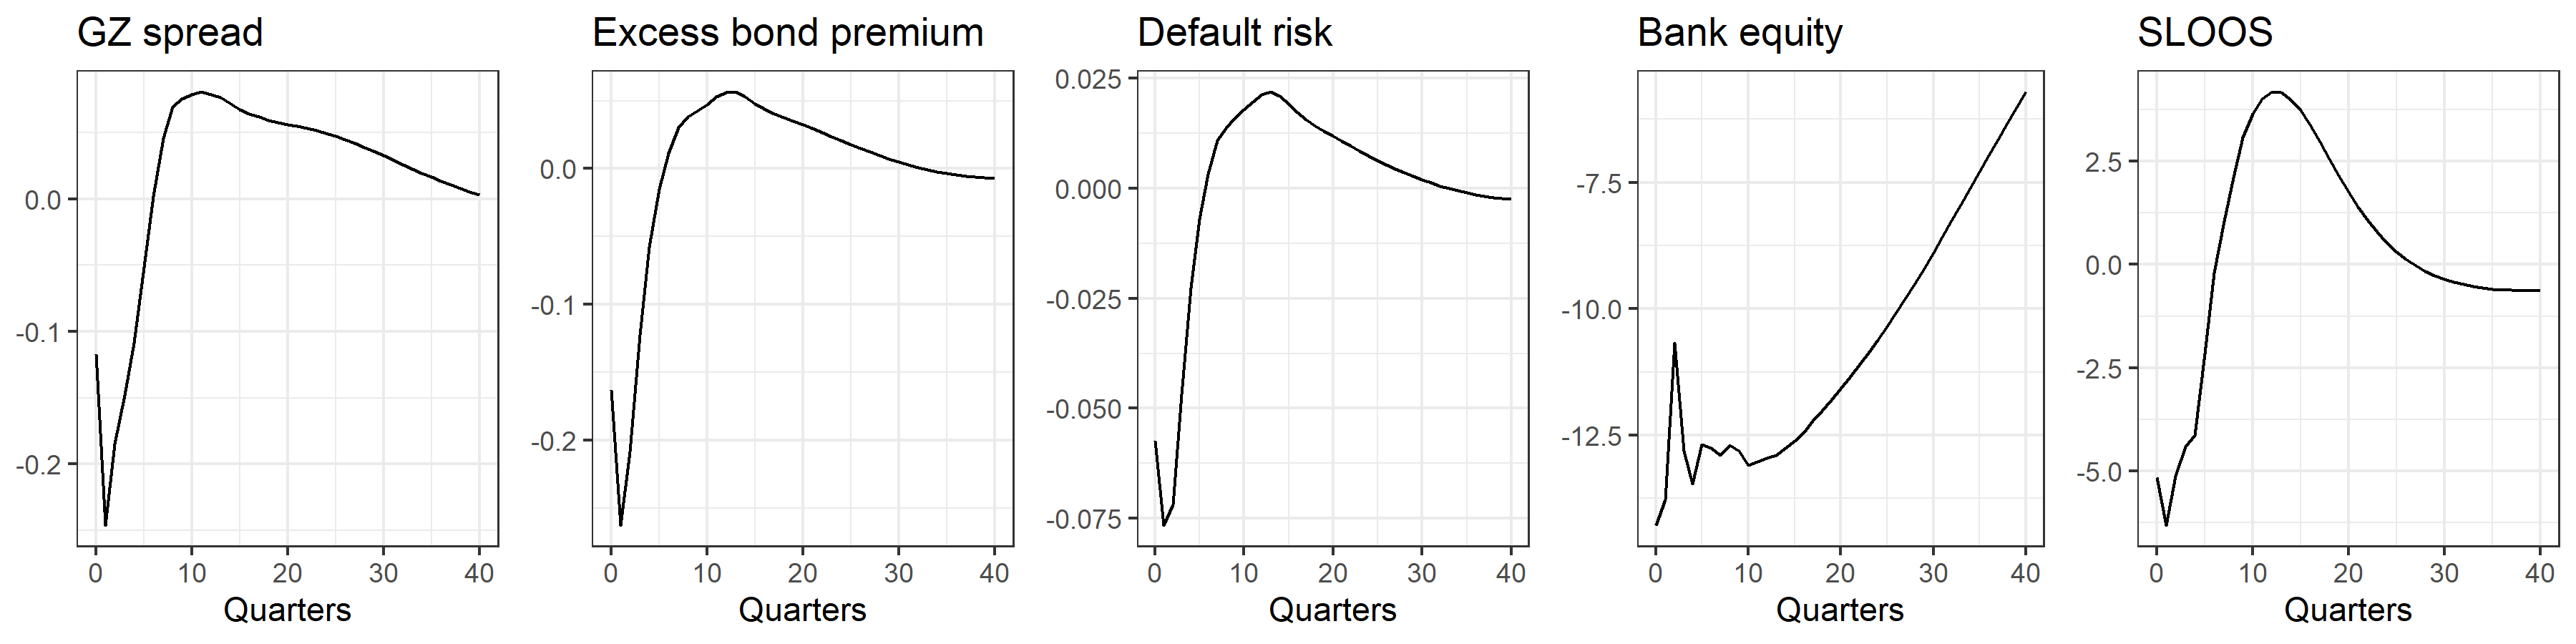 GZ spread
0.0
-0.1
-0.2
0 10 20 30 40
Quarters
Excess bond premium
0.0
-0.1
-0.2
0 10 20 30 40
Quarters
Default risk
0.025
0.000
-0.025
-0.050
-0.075
0 10 20 30 40
Quarters
Bank equity
-7.5
-10.0
-12.5
0 10 20 30 40
Quarters
SLOOS
2.5
0.0
-2.5
-5.0
0 10 20 30 40
Quarters